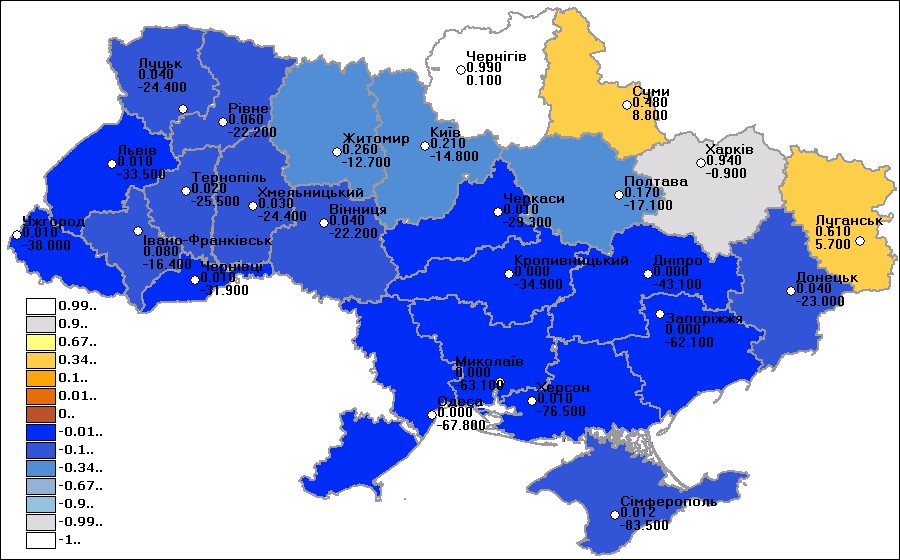 Чернігів
0.990
0.100
Суми
0.480
8.800
Луцьк
0.040
-24.400
Рівне
0.060
-22.200
Житомир
0.260
-12.700
Київ
0.210
-14.800
Харків
0.940
-0.900
Львів
0.010
-33.500
Тернопіль
0.020
-25.500
Хмельницький
0.030
-24.400
Вінниця
0.040
-22.200
Черкаси
0.010
-29.300
Полтава
0.170
-17.100
Луганськ
0.610
5.700
Ужгород
0.010
-38.000
Івано-Франківськ
0.080
-16.400
Чернівці
0.010
-31.900
Кропивницький
0.000
-34.900
Дніпро
0.000
-43.100
Донецьк
0.040
-23.000
Запоріжжя
0.000
-62.100
Миколаїв
0.000
-63.100
Херсон
0.010
-76.500
Одеса
0.000
-67.800
Сімферополь
0.012
-83.500
0.99..
0.9..
0.67..
0.34..
0.1..
0.01..
0..
-0.01..
-0.1..
-0.34..
-0.67..
-0.9..
-0.99..
-1..